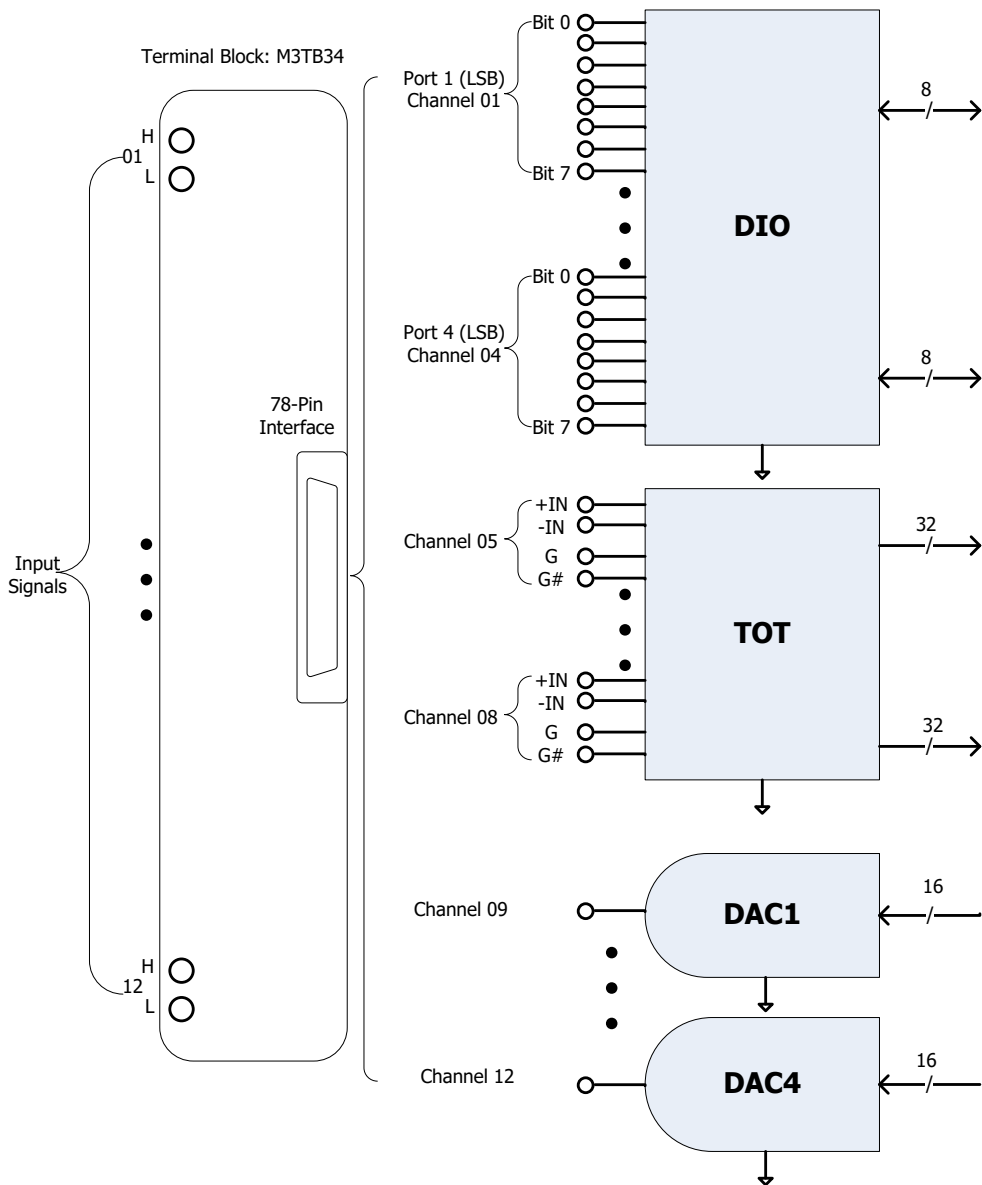 Terminal Block: M3TB34
H
01
L
Input
Signals
78-Pin
Interface
H
12
L
Bit 0
Port 1 (LSB)
Channel 01
Bit 7
Bit 0
Port 4 (LSB)
Channel 04
Bit 7
DIO
8
8
+IN
-IN
Channel 05
G
G#
+IN
-IN
Channel 08
G
G#
TOT
32
32
Channel 09
DAC1
16
Channel 12
DAC4
16